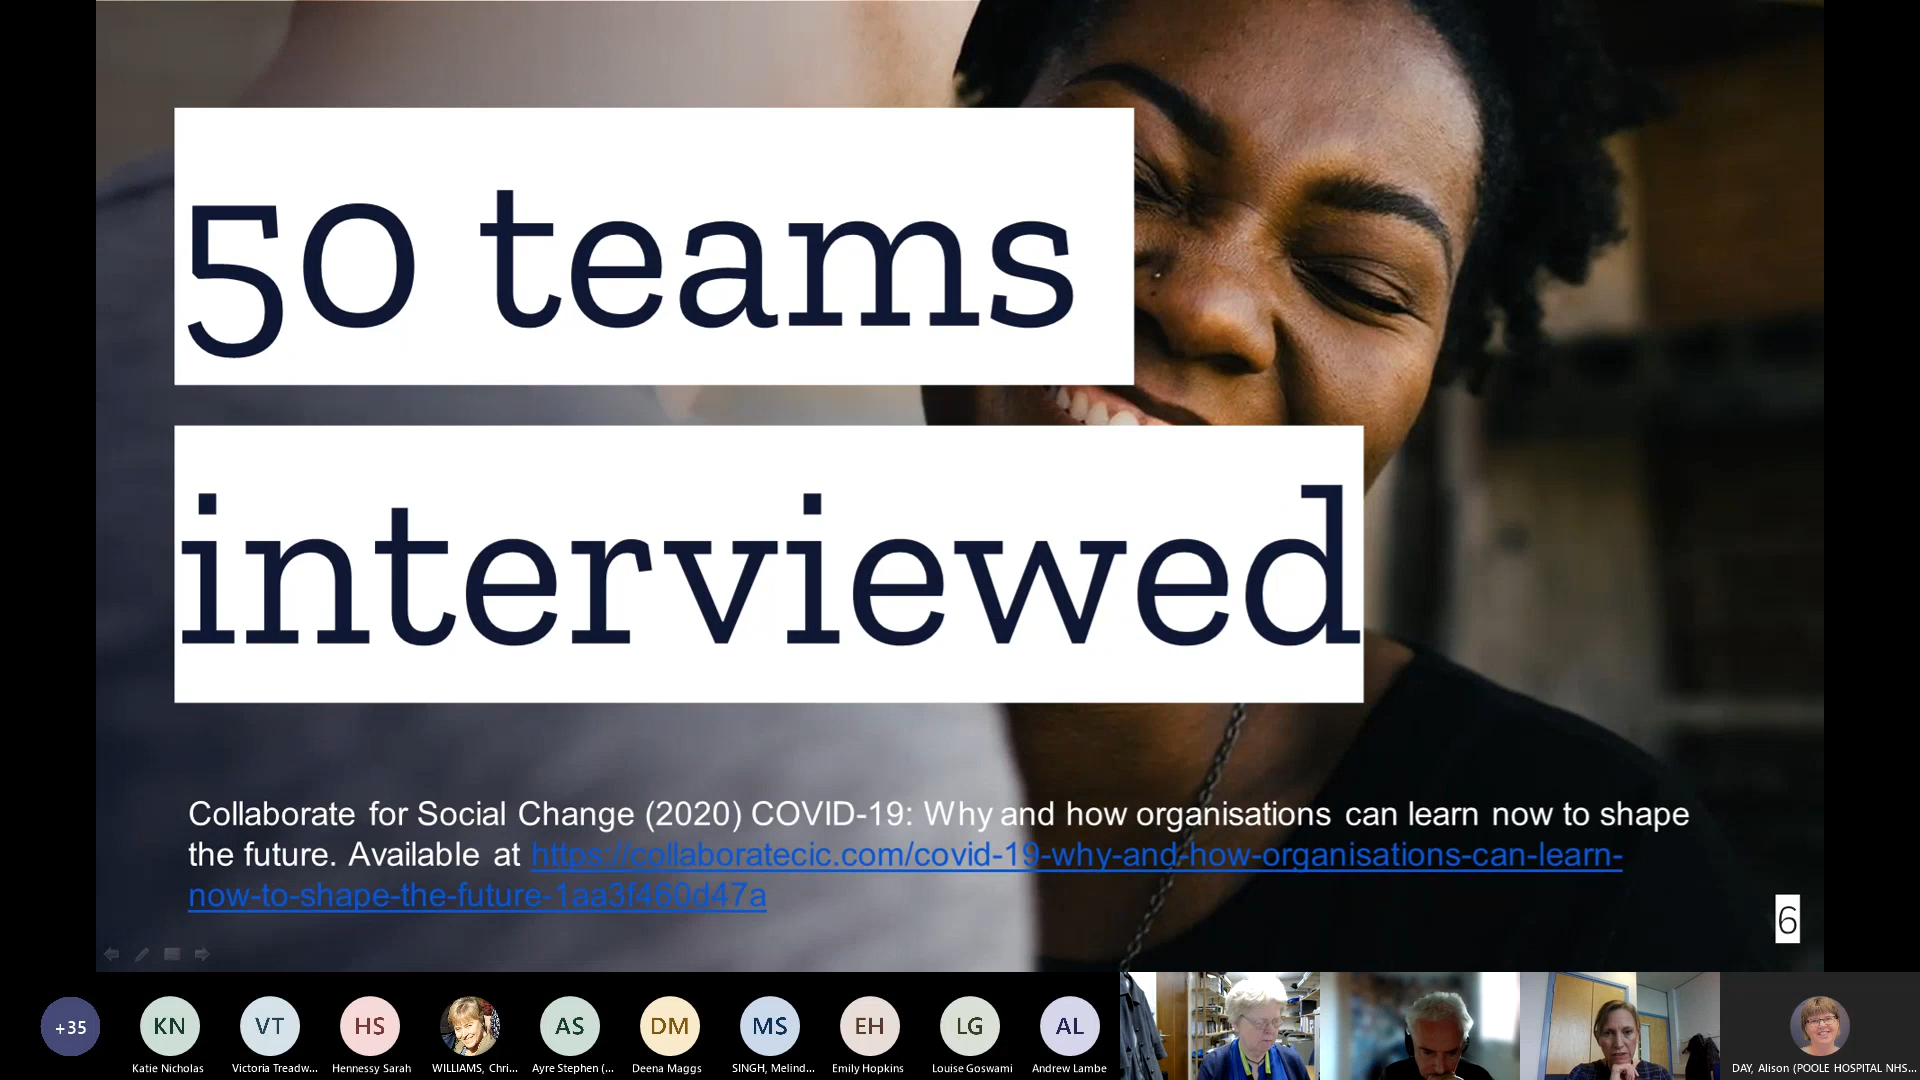 50 teams
interviewed
Collaborate for Social Change (2020) COVID-19: Why and how organisations can learn now to shape
the future. Available at https://collaboratecic.com/covid-19-why-and-how-organisations-can-learn-
now-to-shape-the-future-1aa3f460d47a
6
+35
KN
VT
HS
AS
DM
MS
EH
LG
AL
Katie Nicholas
Victoria Treadw...
Hennessy Sarah
WILLIAMS, Chri...
Ayre Stephen (...
Deena Maggs
SINGH, Melind...
Emily Hopkins
Louise Goswami
Andrew Lambe
DAY, Alison (POOLE HOSPITAL NHS...